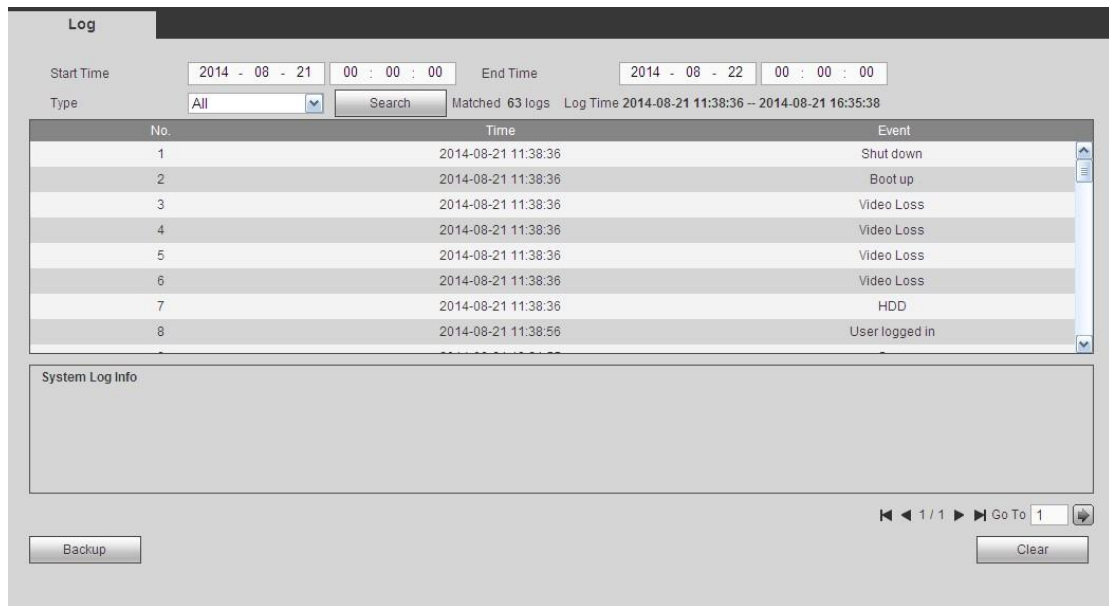 Log
Start Time 2014 - 08 - 21 00 : 00 : 00 End Time 2014 - 08 - 22 00 : 00 : 00
Type All Search Matched 63 logs Log Time 2014-08-21 11:38:36 -- 2014-08-21 16:35:38
No. Time Event
1 2014-08-21 11:38:36 Shut down
2 2014-08-21 11:38:36 Boot up
3 2014-08-21 11:38:36 Video Loss
4 2014-08-21 11:38:36 Video Loss
5 2014-08-21 11:38:36 Video Loss
6 2014-08-21 11:38:36 Video Loss
7 2014-08-21 11:38:36 HDD
8 2014-08-21 11:38:56 User logged in
System Log Info
1 / 1 Go To 1
Backup Clear